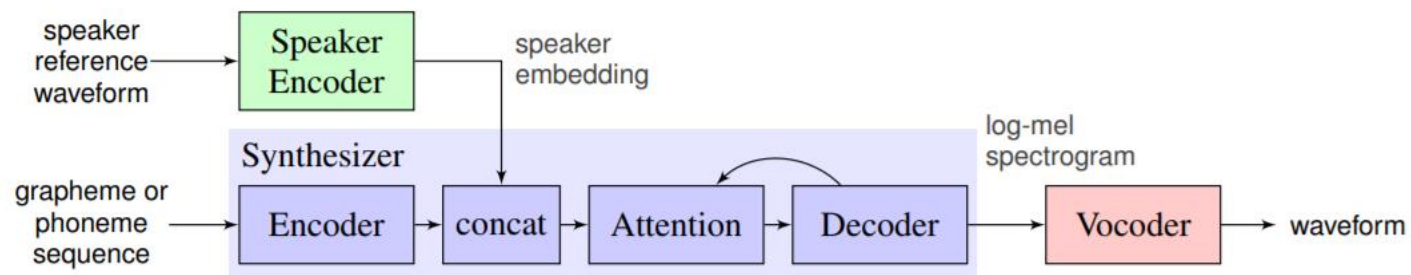 speaker
reference
waveform
Speaker
Encoder
speaker
embedding
Synthesizer
log-mel
spectrogram
grapheme or
phoneme
sequence
Encoder
concat
Attention
Decoder
Vocoder
waveform